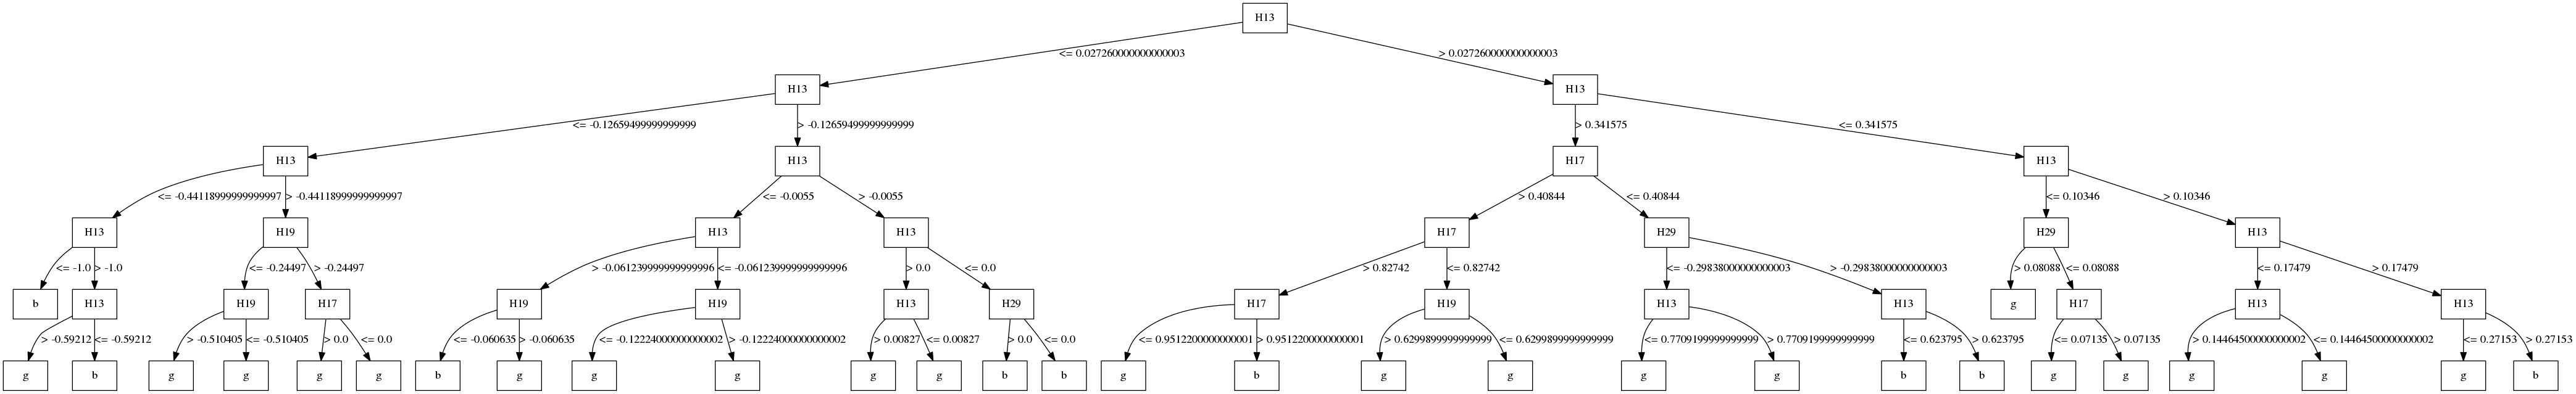 H13
<= 0.027260000000000003 > 0.027260000000000003
H13 H13
<= -0.12659499999999999 > -0.12659499999999999 > 0.341575 <= 0.341575
H13 H13 H17 H13
<= -0.44118999999999997 > -0.44118999999999997 <= -0.0055 > -0.0055 > 0.40844 <= 0.40844 <= 0.10346 > 0.10346
H13 H19 H13 H13 H17 H29 H29 H13
<= -1.0 > -1.0 <= -0.24497 > -0.24497 > -0.061239999999999996 <= -0.061239999999999996 > 0.0 <= 0.0 > 0.82742 <= 0.82742 <= -0.29838000000000003 > -0.29838000000000003 > 0.08088 <= 0.08088 <= 0.17479 > 0.17479
b H13 H19 H17 H19 H19 H13 H29 H17 H19 H13 H13 g H17 H13 H13
> -0.59212 <= -0.59212 > -0.510405 <= -0.510405 > 0.0 <= 0.0 <= -0.060635 > -0.060635 <= -0.12224000000000002 > -0.12224000000000002 > 0.00827 <= 0.00827 > 0.0 <= 0.0 <= 0.9512200000000001 > 0.9512200000000001 > 0.6299899999999999 <= 0.6299899999999999 <= 0.7709199999999999 > 0.7709199999999999 <= 0.623795 > 0.623795 <= 0.07135 > 0.07135 > 0.14464500000000002 <= 0.14464500000000002 <= 0.27153 > 0.27153
g b g g g g b g g g g g b b g b g g g g b b g g g g g b